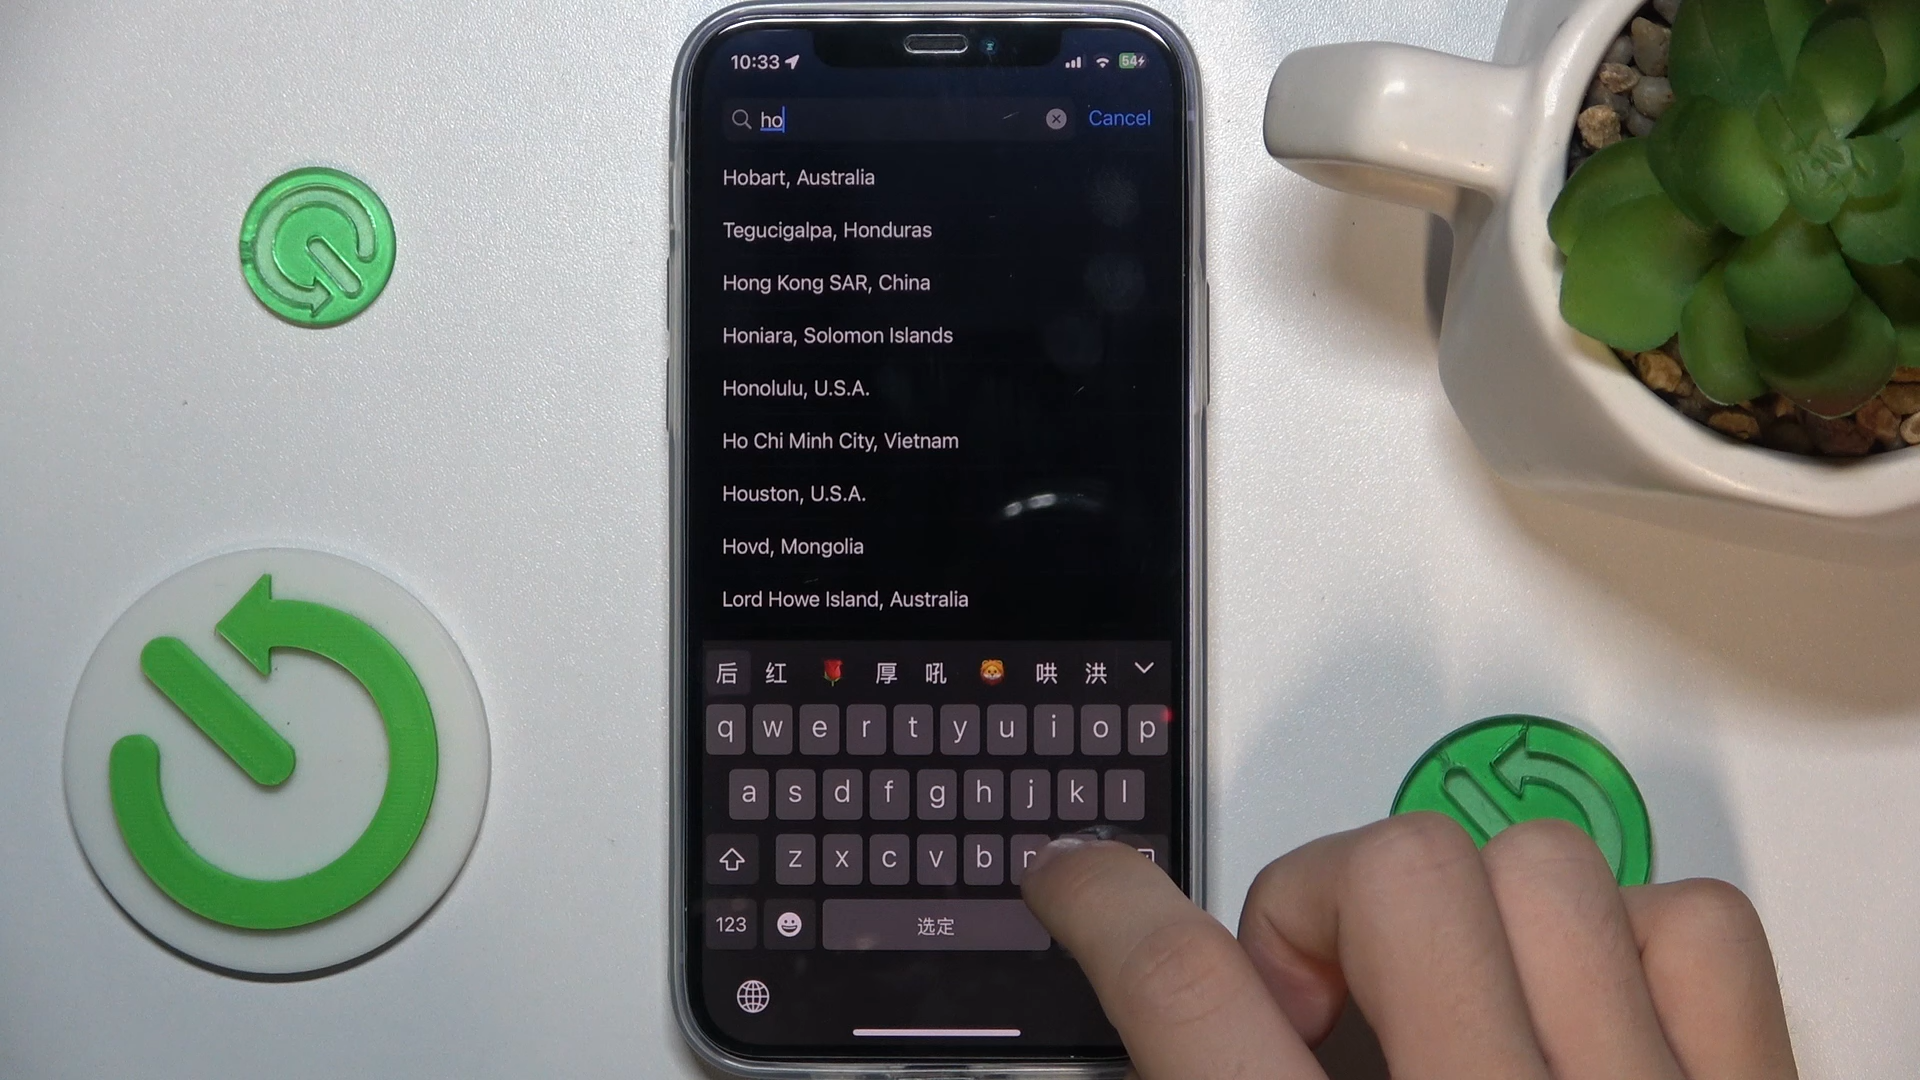 10:33 54
ho Cancel
Hobart, Australia
Tegucigalpa, Honduras
Hong Kong SAR, China
Honiara, Solomon Islands
Honolulu, U.S.A.
Ho Chi Minh City, Vietnam
Houston, U.S.A.
Hovd, Mongolia
Lord Howe Island, Australia
后 红 厚 吼 哄 洪
q w e r t y u i o p
a s d f g h j k l
z x c v b n
123 选定